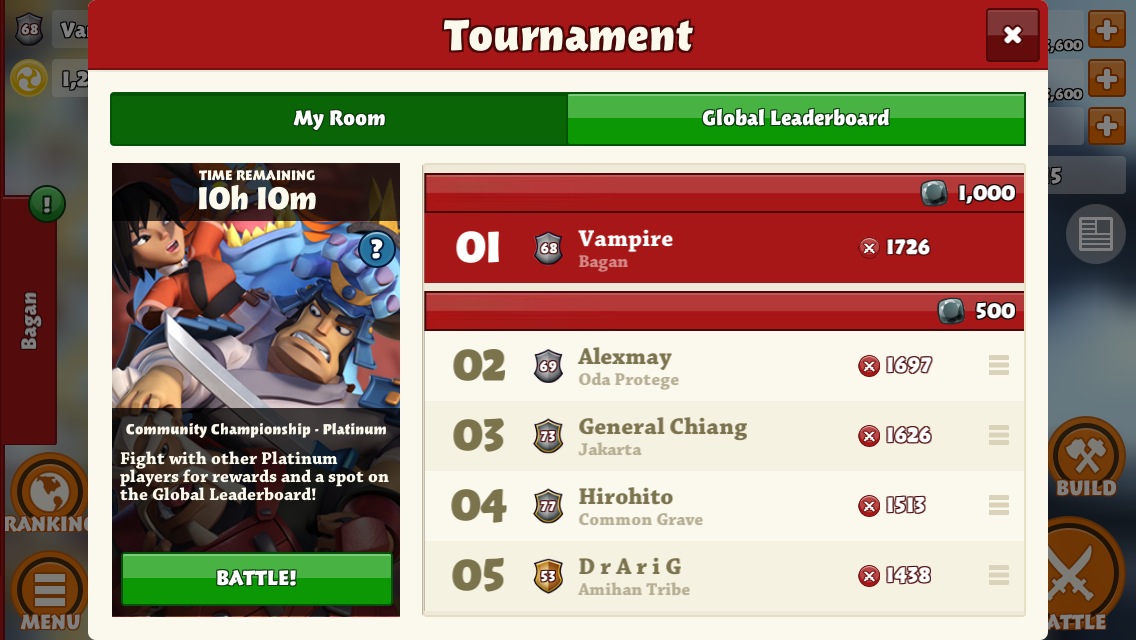 Tournament
68
My Room
Global Leaderboard
TIME REMAINING
10h 10m
?
Community Championship - Platinum
Fight with other Platinum
players for rewards and a spot on
the Global Leaderboard!
BATTLE!
1,000
01 68 Vampire 1726
Bagan
500
02 69 Alexmay 1697
Oda Protege
03 73 General Chiang 1626
Jakarta
04 77 Hirohito 1513
Common Grave
05 53 D r A r i G 1438
Amihan Tribe
!
Bagan
RANKING
MENU
BUILD